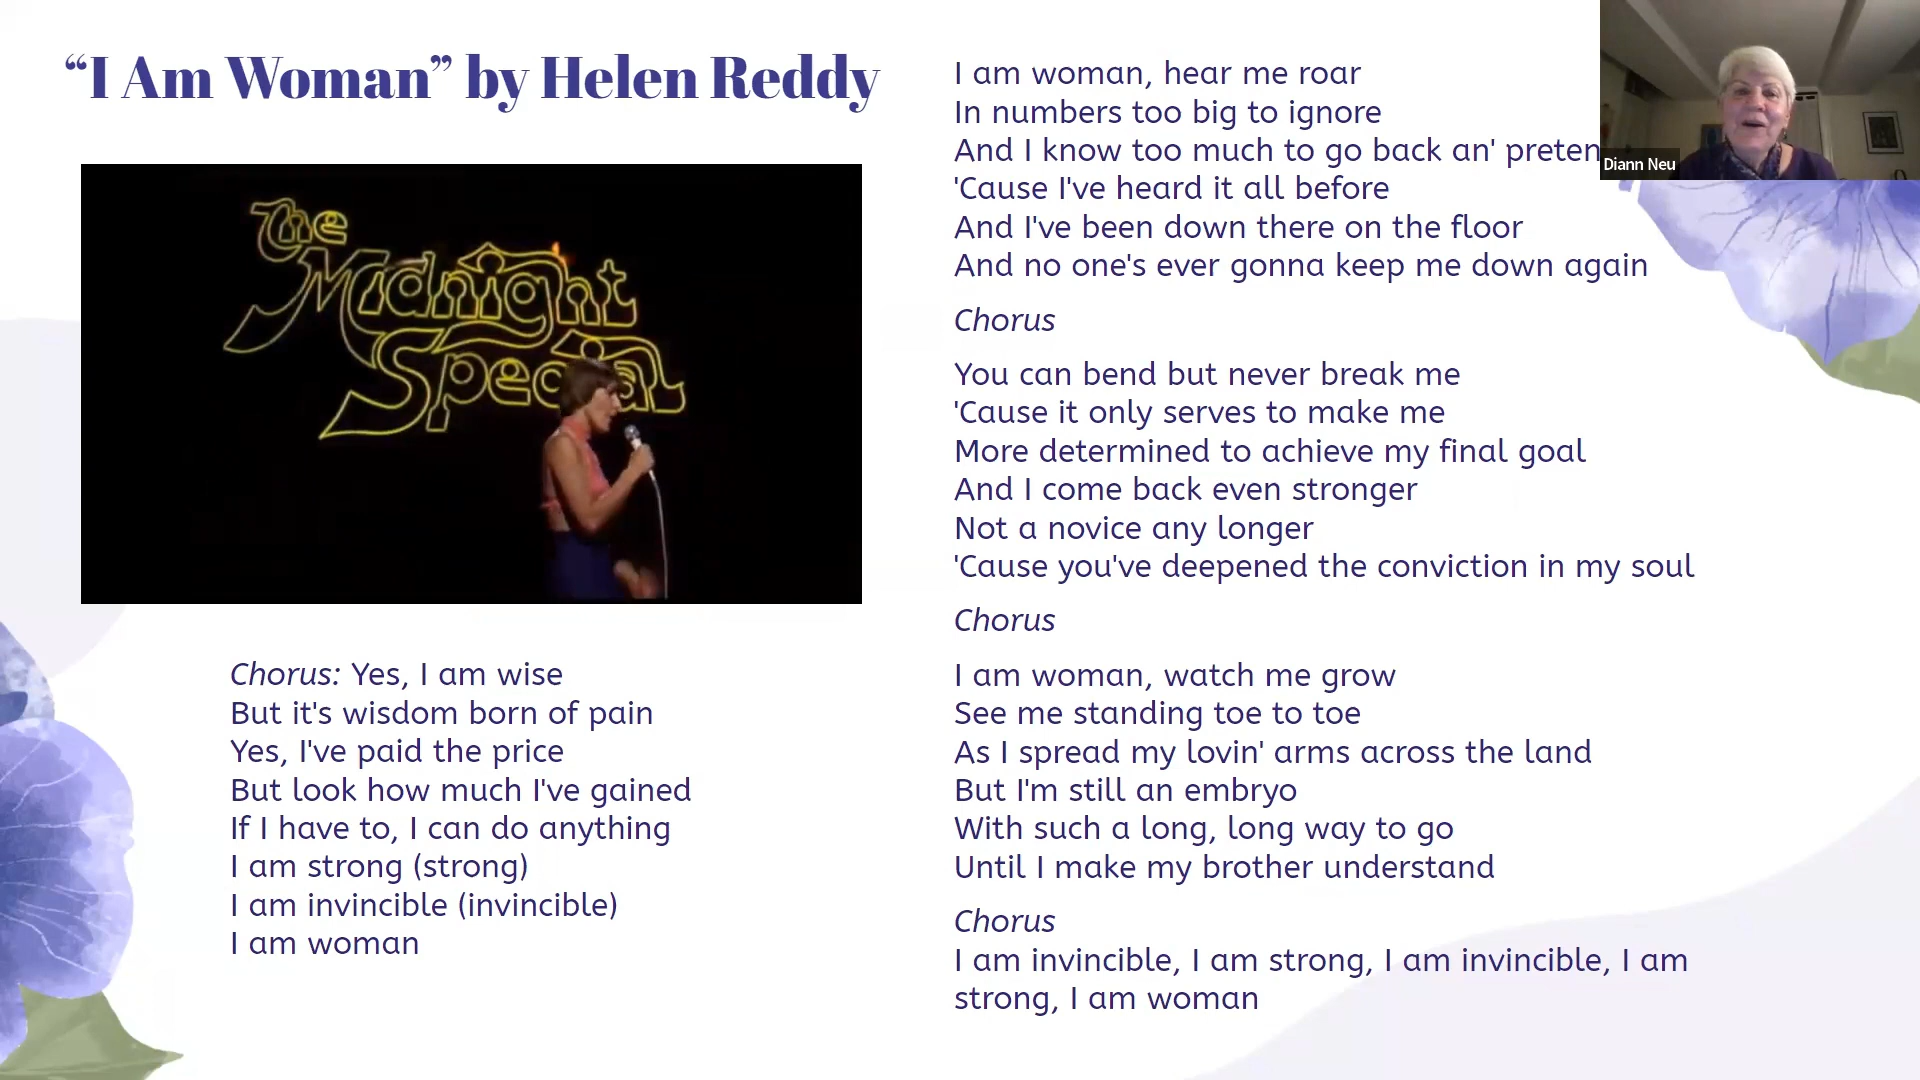 “I Am Woman” by Helen Reddy
The
Midnight
Special
Chorus: Yes, I am wise
But it's wisdom born of pain
Yes, I've paid the price
But look how much I've gained
If I have to, I can do anything
I am strong (strong)
I am invincible (invincible)
I am woman
I am woman, hear me roar
In numbers too big to ignore
And I know too much to go back an' preten
'Cause I've heard it all before
And I've been down there on the floor
And no one's ever gonna keep me down again
Chorus
You can bend but never break me
'Cause it only serves to make me
More determined to achieve my final goal
And I come back even stronger
Not a novice any longer
'Cause you've deepened the conviction in my soul
Chorus
I am woman, watch me grow
See me standing toe to toe
As I spread my lovin' arms across the land
But I'm still an embryo
With such a long, long way to go
Until I make my brother understand
Chorus
I am invincible, I am strong, I am invincible, I am
strong, I am woman
Diann Neu